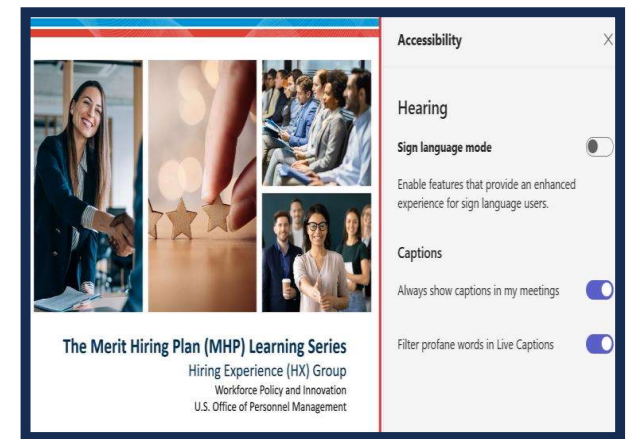 The Merit Hiring Plan (MHP) Learning Series
Hiring Experience (HX) Group
Workforce Policy and Innovation
U.S. Office of Personnel Management
Accessibility
Hearing
Sign language mode
Enable features that provide an enhanced
experience for sign language users.
Captions
Always show captions in my meetings
Filter profane words in Live Captions